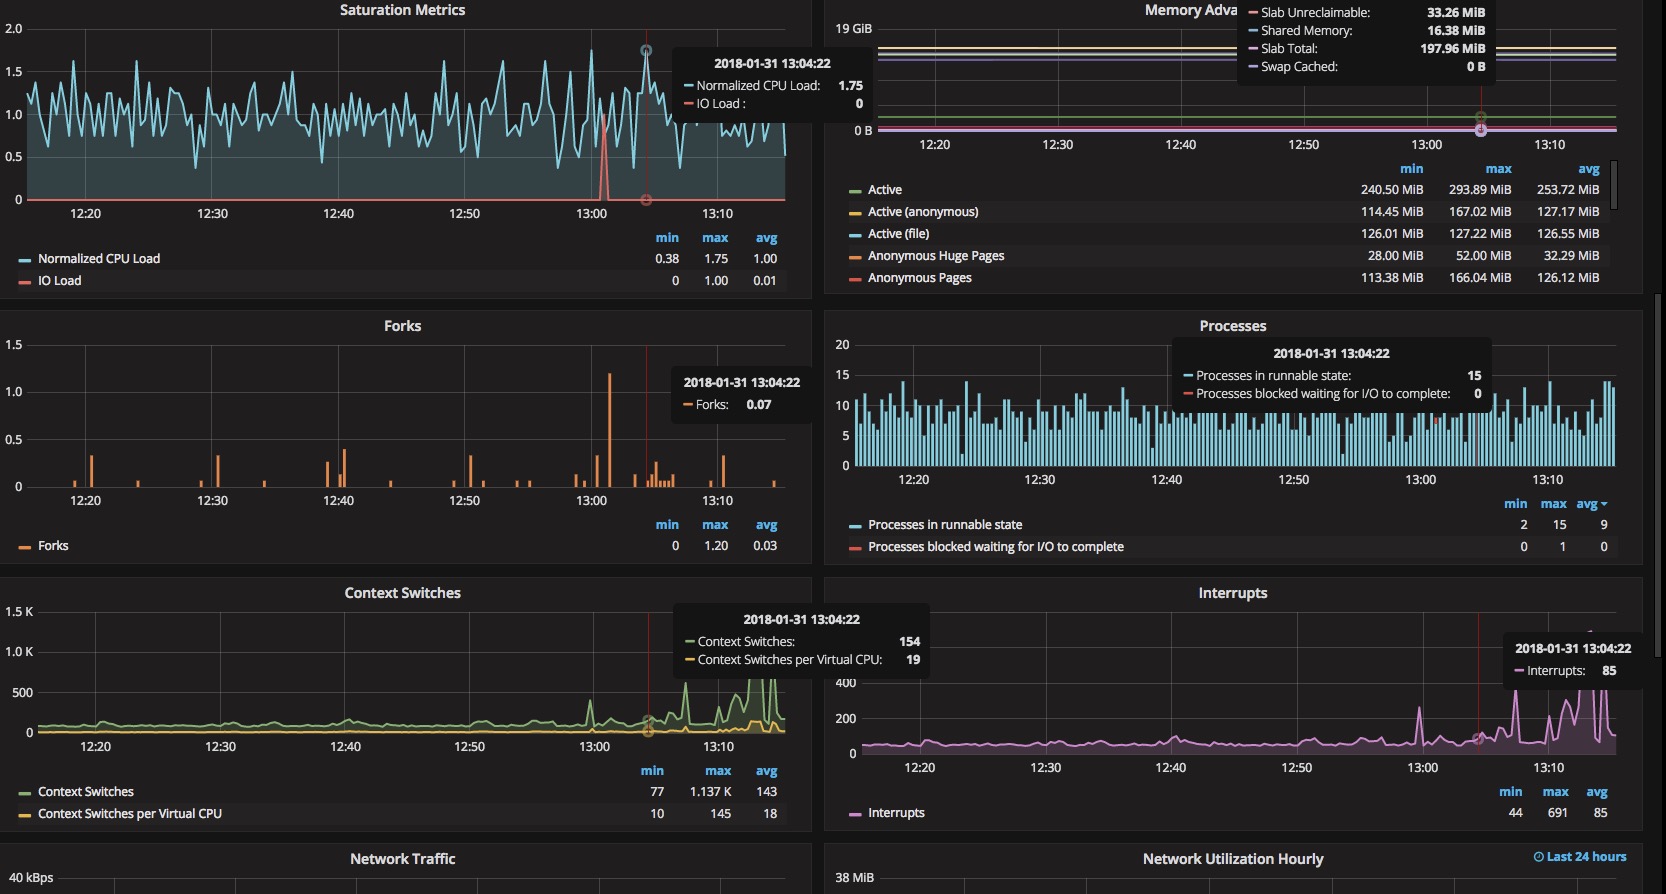 Saturation Metrics
2.0
1.5
1.0
0.5
0
12:20 12:30 12:40 12:50 13:00 13:10
2018-01-31 13:04:22
Normalized CPU Load: 1.75
IO Load : 0
min max avg
Normalized CPU Load 0.38 1.75 1.00
IO Load 0 1.00 0.01
Memory Adva
19 GiB
0 B
Slab Unreclaimable: 33.26 MiB
Shared Memory: 16.38 MiB
Slab Total: 197.96 MiB
Swap Cached: 0 B
12:20 12:30 12:40 12:50 13:00 13:10
min max avg
Active 240.50 MiB 293.89 MiB 253.72 MiB
Active (anonymous) 114.45 MiB 167.02 MiB 127.17 MiB
Active (file) 126.01 MiB 127.22 MiB 126.55 MiB
Anonymous Huge Pages 28.00 MiB 52.00 MiB 32.29 MiB
Anonymous Pages 113.38 MiB 166.04 MiB 126.12 MiB
Forks
1.5
1.0
0.5
0
12:20 12:30 12:40 12:50 13:00 13:10
2018-01-31 13:04:22
Forks: 0.07
min max avg
Forks 0 1.20 0.03
Processes
20
15
10
5
0
12:20 12:30 12:40 12:50 13:00 13:10
2018-01-31 13:04:22
Processes in runnable state: 15
Processes blocked waiting for I/O to complete: 0
min max avg
Processes in runnable state 2 15 9
Processes blocked waiting for I/O to complete 0 1 0
Context Switches
1.5 K
1.0 K
500
0
12:20 12:30 12:40 12:50 13:00 13:10
2018-01-31 13:04:22
Context Switches: 154
Context Switches per Virtual CPU: 19
min max avg
Context Switches 77 1.137 K 143
Context Switches per Virtual CPU 10 145 18
Interrupts
400
200
0
12:20 12:30 12:40 12:50 13:00 13:10
2018-01-31 13:04:22
Interrupts: 85
min max avg
Interrupts 44 691 85
Network Traffic
40 kBps
Network Utilization Hourly
Last 24 hours
38 MiB